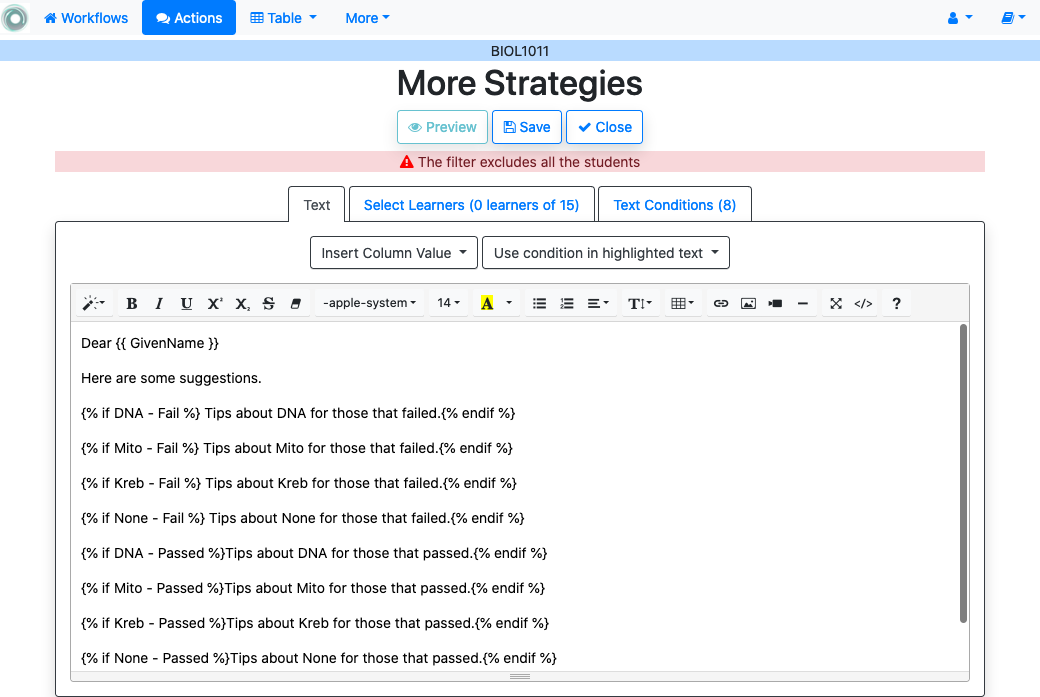 Workflows Actions Table More
BIOL1011
More Strategies
Preview Save Close
The filter excludes all the students
Text Select Learners (0 learners of 15) Text Conditions (8)
Insert Column Value Use condition in highlighted text
B I U X² X₂ S -apple-system 14 A T </> ?
Dear {{ GivenName }}
Here are some suggestions.
{% if DNA - Fail %} Tips about DNA for those that failed.{% endif %}
{% if Mito - Fail %} Tips about Mito for those that failed.{% endif %}
{% if Kreb - Fail %} Tips about Kreb for those that failed.{% endif %}
{% if None - Fail %} Tips about None for those that failed.{% endif %}
{% if DNA - Passed %}Tips about DNA for those that passed.{% endif %}
{% if Mito - Passed %}Tips about Mito for those that passed.{% endif %}
{% if Kreb - Passed %}Tips about Kreb for those that passed.{% endif %}
{% if None - Passed %}Tips about None for those that passed.{% endif %}